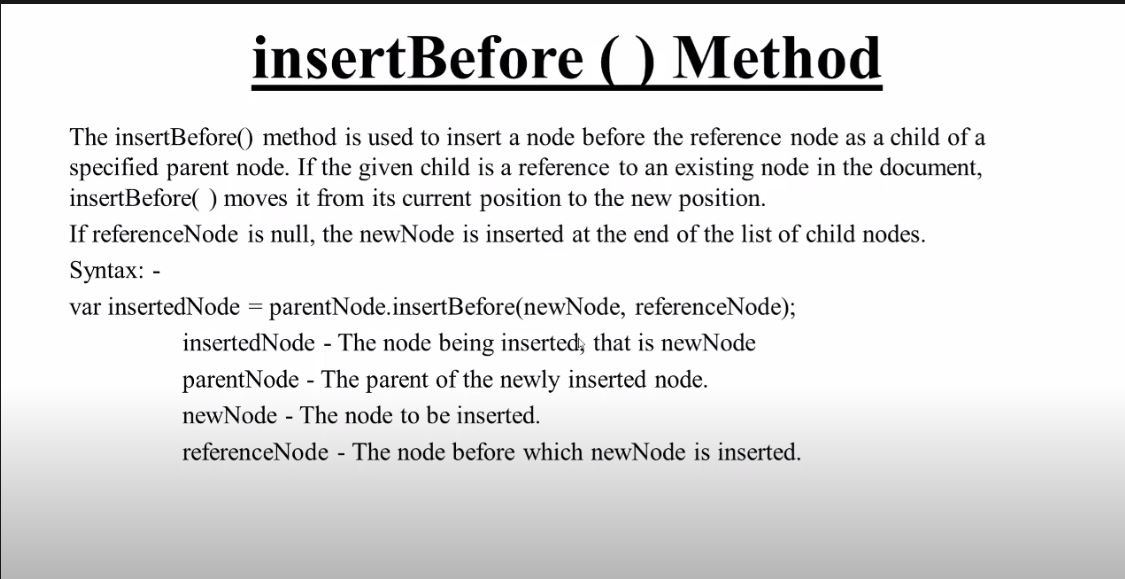 insertBefore ( ) Method
The insertBefore() method is used to insert a node before the reference node as a child of a
specified parent node. If the given child is a reference to an existing node in the document,
insertBefore( ) moves it from its current position to the new position.
If referenceNode is null, the newNode is inserted at the end of the list of child nodes.
Syntax: -
var insertedNode = parentNode.insertBefore(newNode, referenceNode);
insertedNode - The node being inserted, that is newNode
parentNode - The parent of the newly inserted node.
newNode - The node to be inserted.
referenceNode - The node before which newNode is inserted.